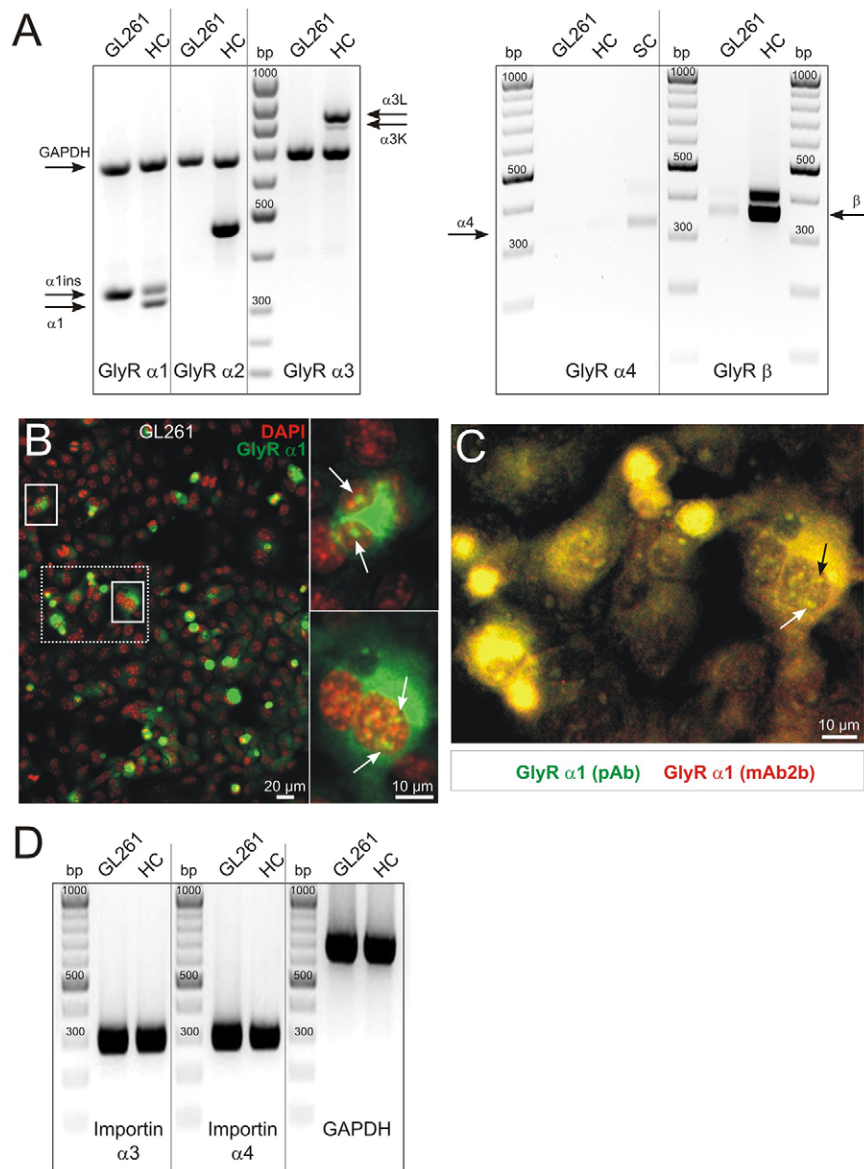 A
GL261 HC GL261 HC bp GL261 HC
bp GL261 HC SC GL261 HC bp
1000
1000
1000
1000
GAPDH
α3L
α3K
500
500
500
500
α1ins
α1
α4
β
300
300
300
300
GlyR α1 GlyR α2 GlyR α3
GlyR α4 GlyR β
B
GL261 DAPI
GlyR α1
20 µm
10 µm
C
10 µm
GlyR α1 (pAb) GlyR α1 (mAb2b)
D
bp GL261 HC bp GL261 HC bp GL261 HC
1000 1000 1000
500 500 500
300 300 300
Importin α3
Importin α4
GAPDH